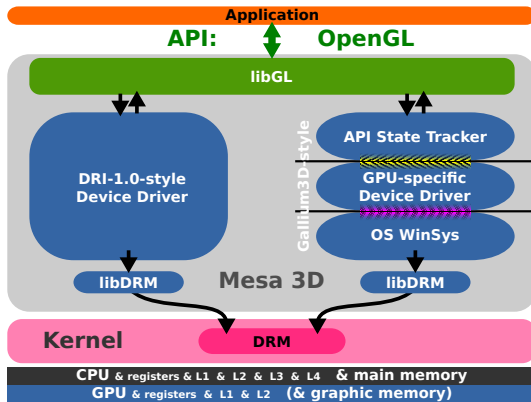 Application
API: OpenGL
libGL
DRI-1.0-style
Device Driver
Gallium3D-style
API State Tracker
GPU-specific
Device Driver
OS WinSys
libDRM
Mesa 3D
libDRM
Kernel
DRM
CPU & registers & L1 & L2 & L3 & L4 & main memory
GPU & registers & L1 & L2 (& graphic memory)